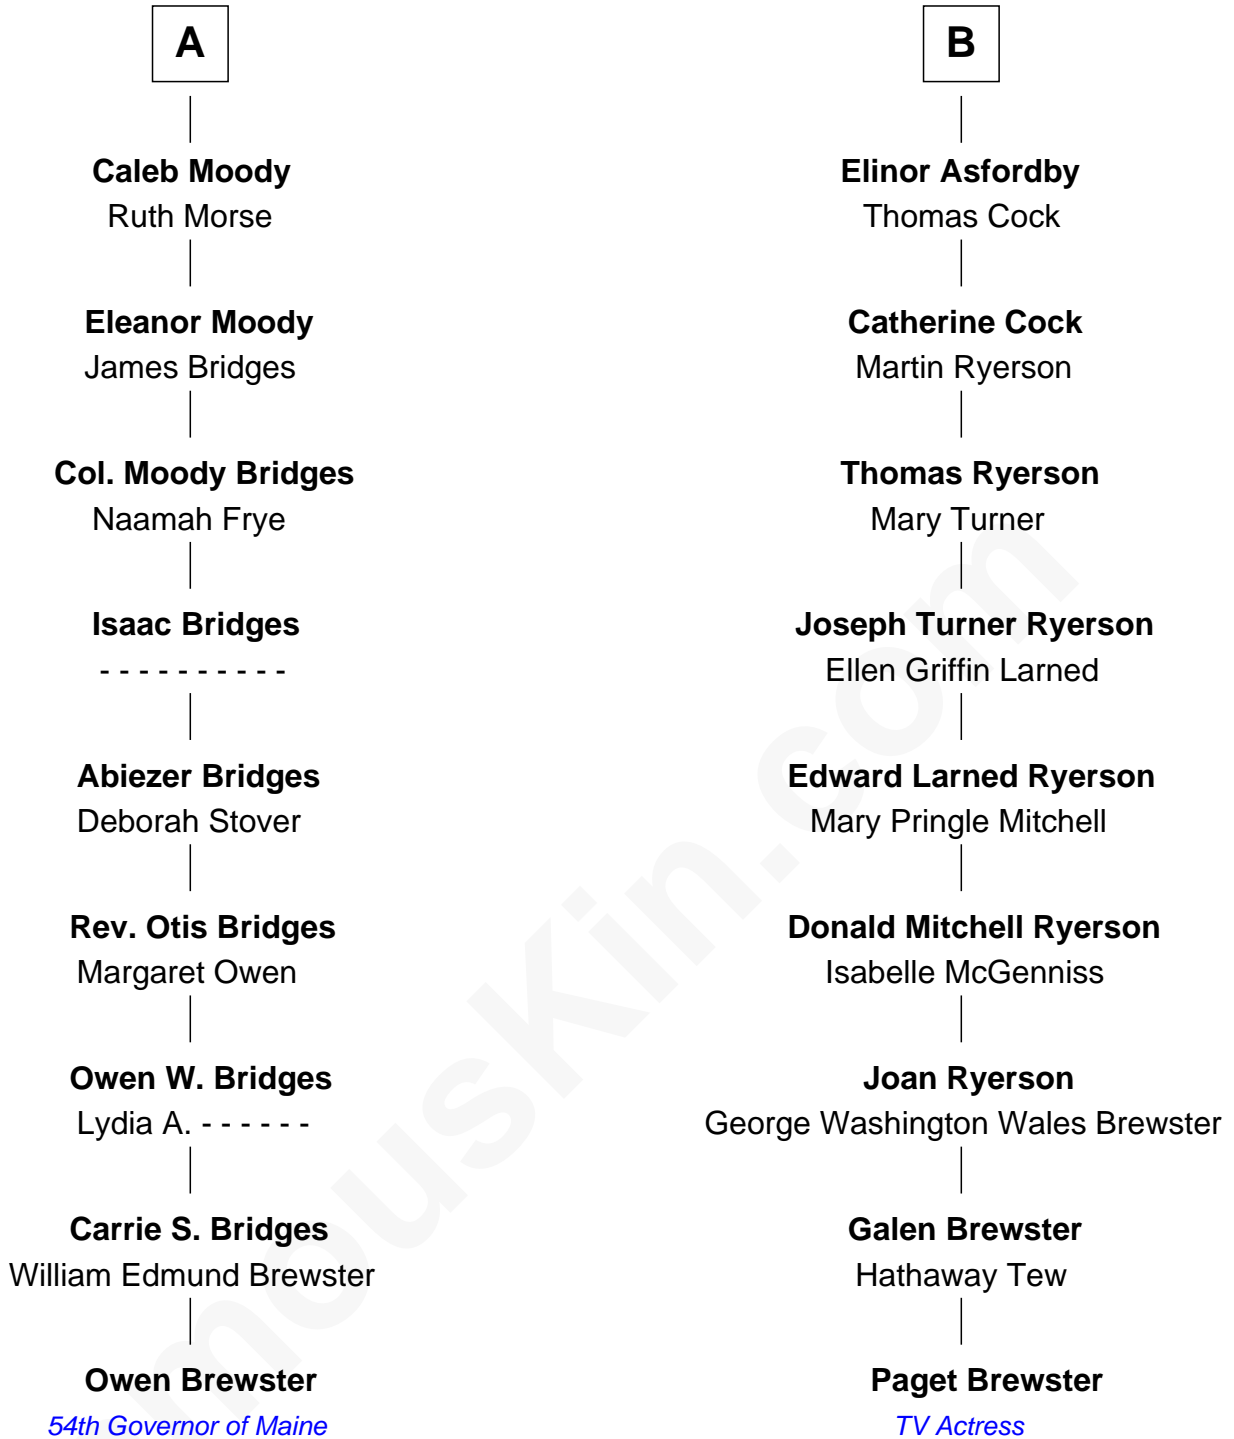 A
Caleb Moody
Ruth Morse
Eleanor Moody
James Bridges
Col. Moody Bridges
Naamah Frye
Isaac Bridges
- - - - - - - - - -
Abiezer Bridges
Deborah Stover
Rev. Otis Bridges
Margaret Owen
Owen W. Bridges
Lydia A. - - - - - -
Carrie S. Bridges
William Edmund Brewster
Owen Brewster
54th Governor of Maine
B
Elinor Asfordby
Thomas Cock
Catherine Cock
Martin Ryerson
Thomas Ryerson
Mary Turner
Joseph Turner Ryerson
Ellen Griffin Larned
Edward Larned Ryerson
Mary Pringle Mitchell
Donald Mitchell Ryerson
Isabelle McGenniss
Joan Ryerson
George Washington Wales Brewster
Galen Brewster
Hathaway Tew
Paget Brewster
TV Actress
mousKin.com